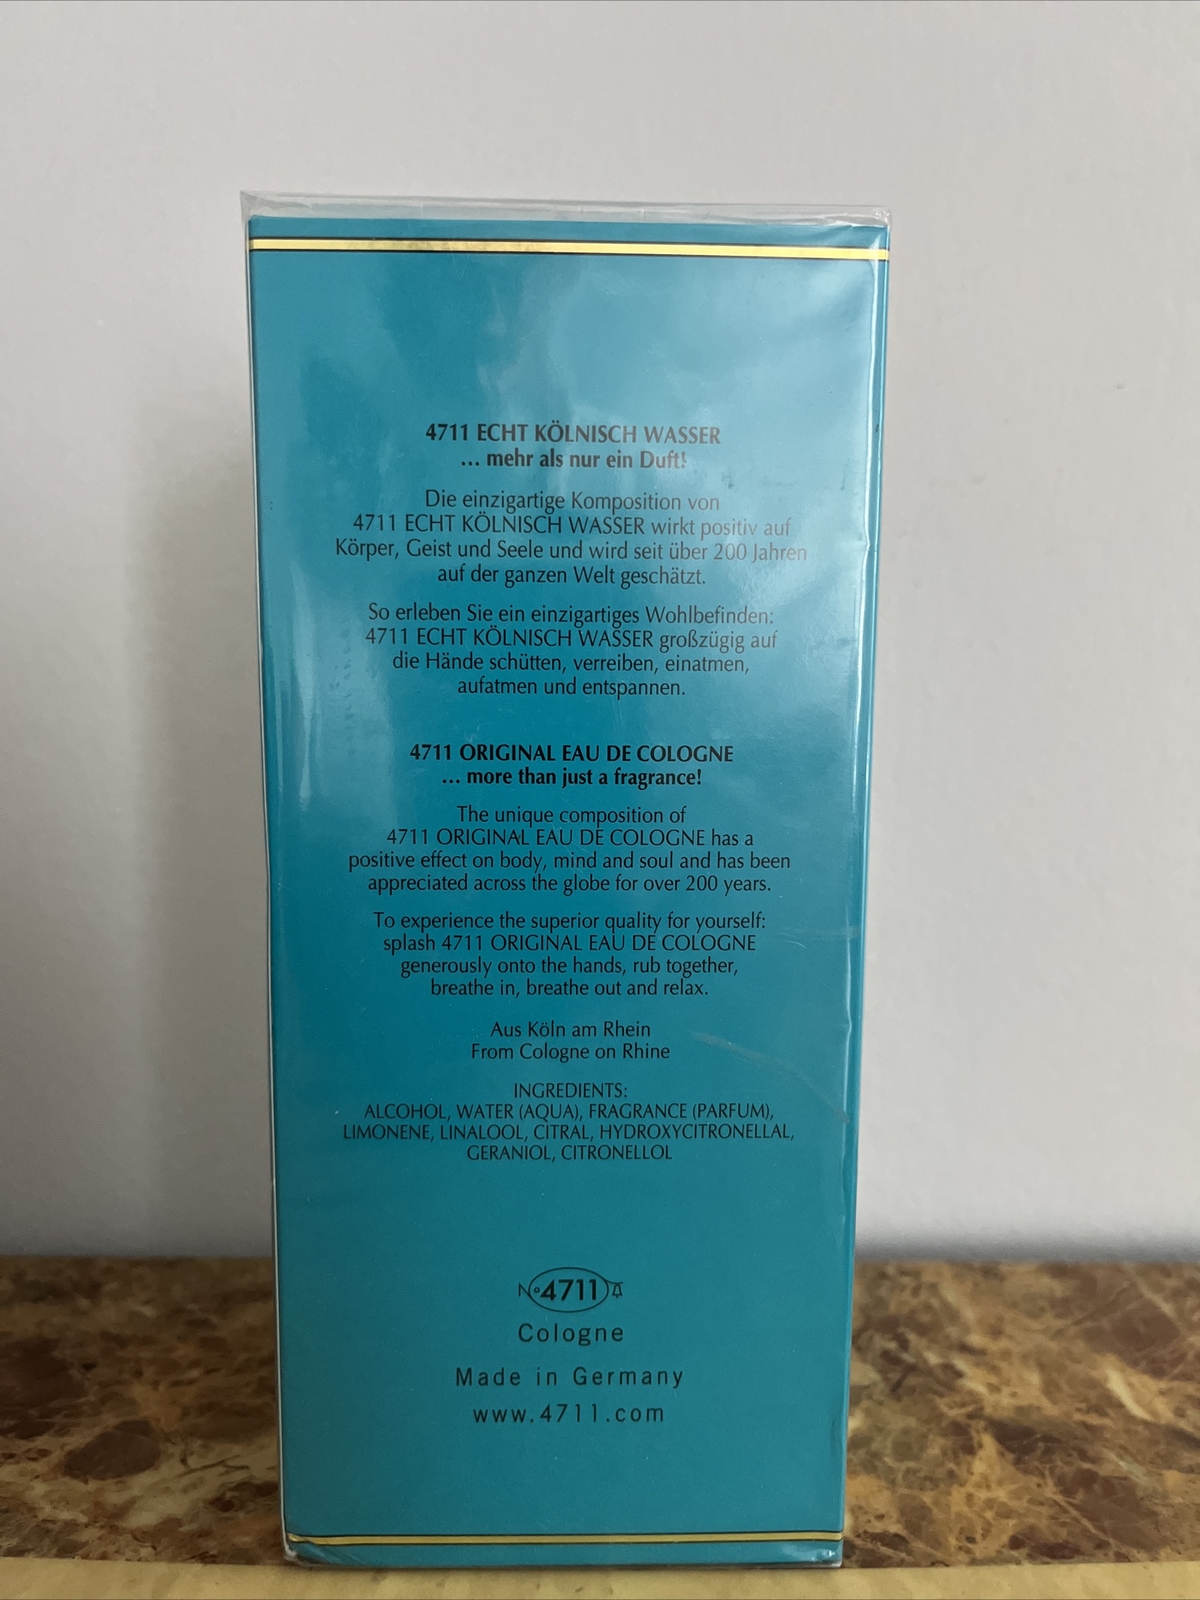 4711 ECHT KÖLNISCH WASSER
... mehr als nur ein Duft!
Die einzigartige Komposition von
4711 ECHT KÖLNISCH WASSER wirkt positiv auf
Körper, Geist und Seele und wird seit über 200 Jahren
auf der ganzen Welt geschätzt.
So erleben Sie ein einzigartiges Wohlbefinden:
4711 ECHT KÖLNISCH WASSER großzügig auf
die Hände schütten, verreiben, einatmen,
aufatmen und entspannen.
4711 ORIGINAL EAU DE COLOGNE
... more than just a fragrance!
The unique composition of
4711 ORIGINAL EAU DE COLOGNE has a
positive effect on body, mind and soul and has been
appreciated across the globe for over 200 years.
To experience the superior quality for yourself:
splash 4711 ORIGINAL EAU DE COLOGNE
generously onto the hands, rub together,
breathe in, breathe out and relax.
Aus Köln am Rhein
From Cologne on Rhine
INGREDIENTS:
ALCOHOL, WATER (AQUA), FRAGRANCE (PARFUM),
LIMONENE, LINALOOL, CITRAL, HYDROXYCITRONELLAL,
GERANIOL, CITRONELLOL
No 4711
Cologne
Made in Germany
www.4711.com